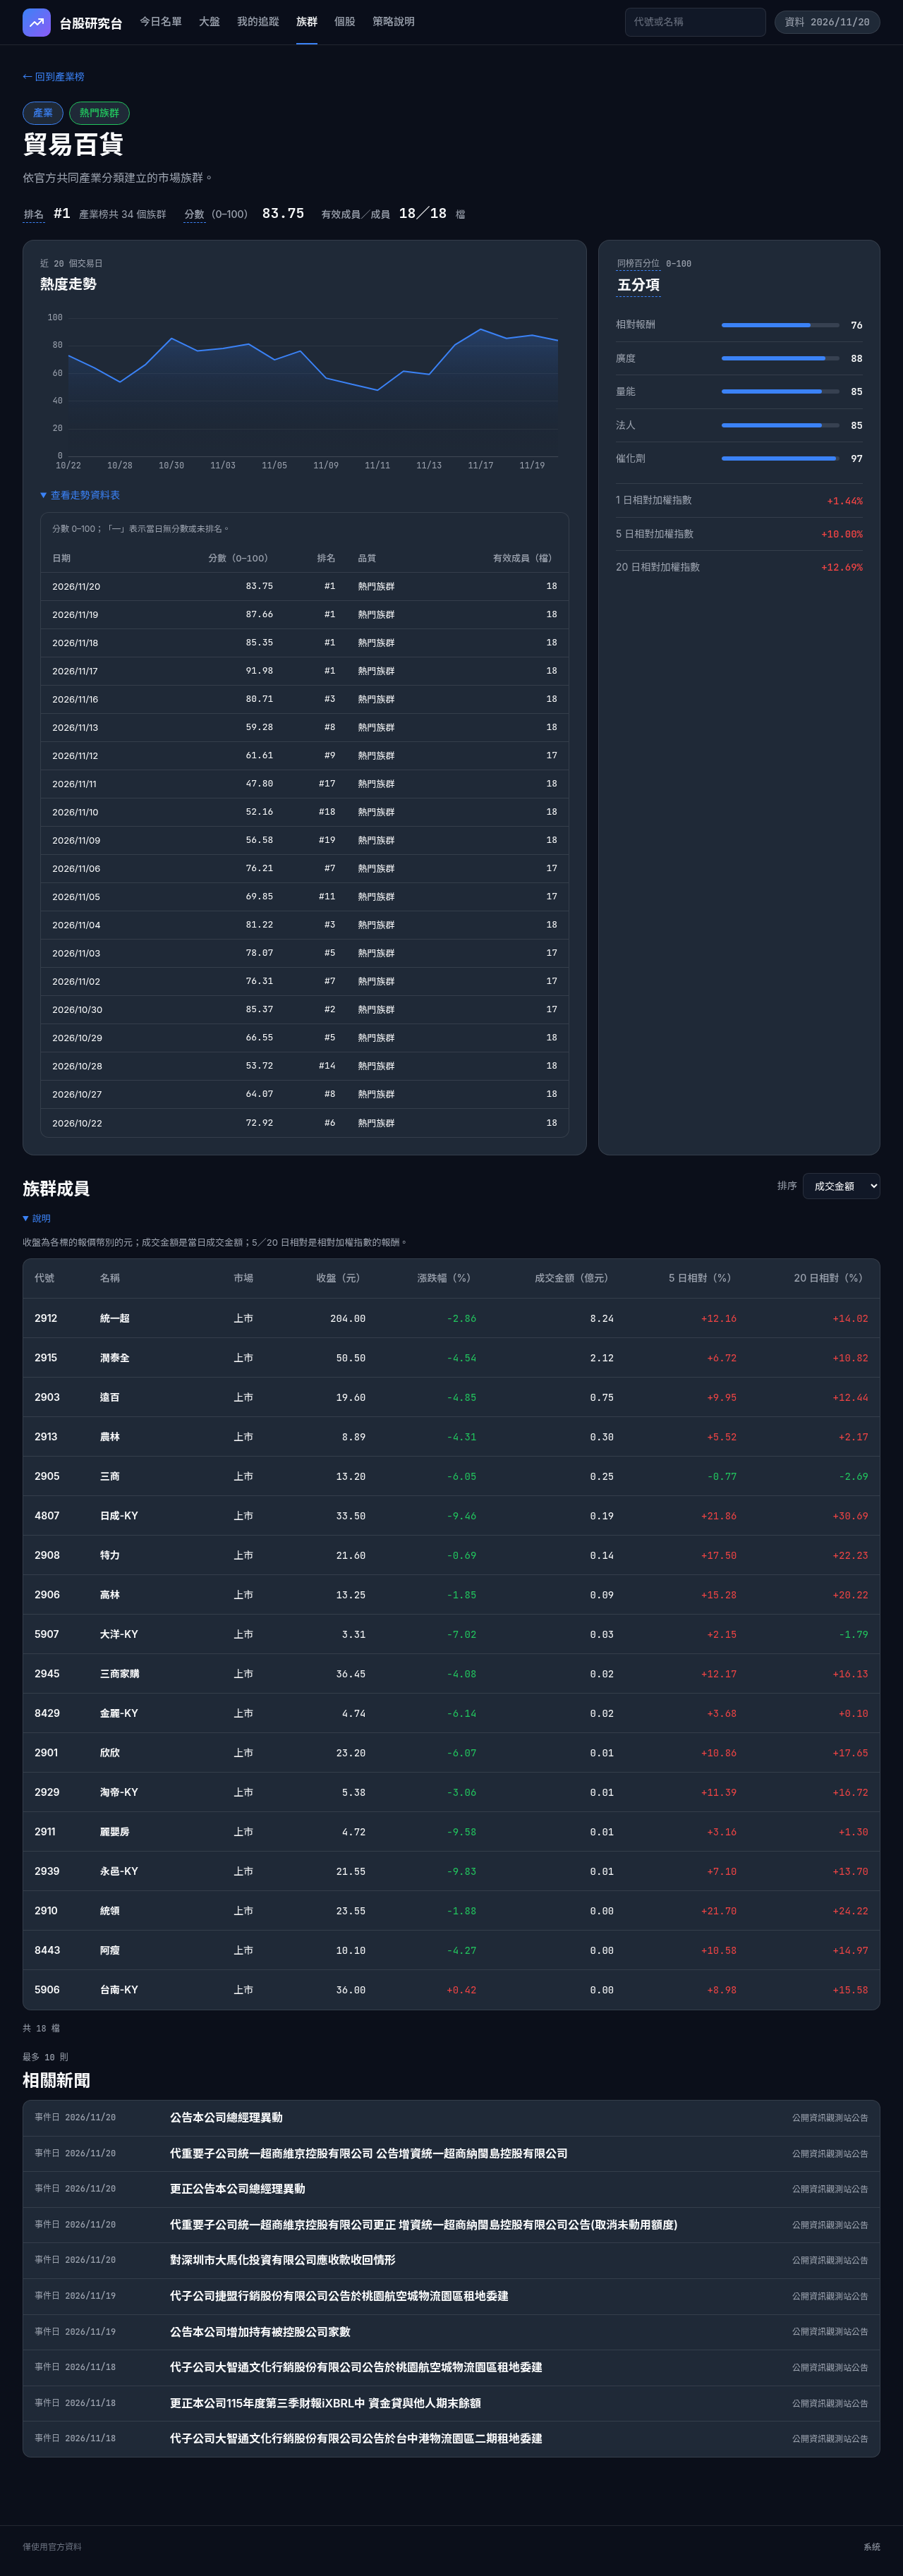 台股研究台 今日名單 大盤 我的追蹤 族群 個股 策略說明 代號或名稱 資料 2026/11/20
← 回到產業榜
產業 熱門族群
貿易百貨
依官方共同產業分類建立的市場族群。
排名 #1 產業榜共 34 個族群 分數（0–100） 83.75 有效成員／成員 18／18 檔
近 20 個交易日
熱度走勢
100
80
60
40
20
0
10/22 10/28 10/30 11/03 11/05 11/09 11/11 11/13 11/17 11/19
▼ 查看走勢資料表
分數 0–100；「—」表示當日無分數或未排名。
日期 分數（0–100） 排名 品質 有效成員（檔）
2026/11/20 83.75 #1 熱門族群 18
2026/11/19 87.66 #1 熱門族群 18
2026/11/18 85.35 #1 熱門族群 18
2026/11/17 91.98 #1 熱門族群 18
2026/11/16 80.71 #3 熱門族群 18
2026/11/13 59.28 #8 熱門族群 18
2026/11/12 61.61 #9 熱門族群 17
2026/11/11 47.80 #17 熱門族群 18
2026/11/10 52.16 #18 熱門族群 18
2026/11/09 56.58 #19 熱門族群 18
2026/11/06 76.21 #7 熱門族群 17
2026/11/05 69.85 #11 熱門族群 17
2026/11/04 81.22 #3 熱門族群 18
2026/11/03 78.07 #5 熱門族群 17
2026/11/02 76.31 #7 熱門族群 17
2026/10/30 85.37 #2 熱門族群 17
2026/10/29 66.55 #5 熱門族群 18
2026/10/28 53.72 #14 熱門族群 18
2026/10/27 64.07 #8 熱門族群 18
2026/10/22 72.92 #6 熱門族群 18
同榜百分位 0–100
五分項
相對報酬 76
廣度 88
量能 85
法人 85
催化劑 97
1 日相對加權指數 +1.44%
5 日相對加權指數 +10.00%
20 日相對加權指數 +12.69%
族群成員 排序 成交金額
▼ 說明
收盤為各標的報價幣別的元；成交金額是當日成交金額；5／20 日相對是相對加權指數的報酬。
代號 名稱 市場 收盤（元） 漲跌幅（%） 成交金額（億元） 5 日相對（%） 20 日相對（%）
2912 統一超 上市 204.00 -2.86 8.24 +12.16 +14.02
2915 潤泰全 上市 50.50 -4.54 2.12 +6.72 +10.82
2903 遠百 上市 19.60 -4.85 0.75 +9.95 +12.44
2913 農林 上市 8.89 -4.31 0.30 +5.52 +2.17
2905 三商 上市 13.20 -6.05 0.25 -0.77 -2.69
4807 日成-KY 上市 33.50 -9.46 0.19 +21.86 +30.69
2908 特力 上市 21.60 -0.69 0.14 +17.50 +22.23
2906 高林 上市 13.25 -1.85 0.09 +15.28 +20.22
5907 大洋-KY 上市 3.31 -7.02 0.03 +2.15 -1.79
2945 三商家購 上市 36.45 -4.08 0.02 +12.17 +16.13
8429 金麗-KY 上市 4.74 -6.14 0.02 +3.68 +0.10
2901 欣欣 上市 23.20 -6.07 0.01 +10.86 +17.65
2929 淘帝-KY 上市 5.38 -3.06 0.01 +11.39 +16.72
2911 麗嬰房 上市 4.72 -9.58 0.01 +3.16 +1.30
2939 永邑-KY 上市 21.55 -9.83 0.01 +7.10 +13.70
2910 統領 上市 23.55 -1.88 0.00 +21.70 +24.22
8443 阿瘦 上市 10.10 -4.27 0.00 +10.58 +14.97
5906 台南-KY 上市 36.00 +0.42 0.00 +8.98 +15.58
共 18 檔
最多 10 則
相關新聞
事件日 2026/11/20 公告本公司總經理異動 公開資訊觀測站公告
事件日 2026/11/20 代重要子公司統一超商維京控股有限公司 公告增資統一超商納閩島控股有限公司 公開資訊觀測站公告
事件日 2026/11/20 更正公告本公司總經理異動 公開資訊觀測站公告
事件日 2026/11/20 代重要子公司統一超商維京控股有限公司更正 增資統一超商納閩島控股有限公司公告(取消未動用額度) 公開資訊觀測站公告
事件日 2026/11/20 對深圳市大馬化投資有限公司應收款收回情形 公開資訊觀測站公告
事件日 2026/11/19 代子公司捷盟行銷股份有限公司公告於桃園航空城物流園區租地委建 公開資訊觀測站公告
事件日 2026/11/19 公告本公司增加持有被控股公司家數 公開資訊觀測站公告
事件日 2026/11/18 代子公司大智通文化行銷股份有限公司公告於桃園航空城物流園區租地委建 公開資訊觀測站公告
事件日 2026/11/18 更正本公司115年度第三季財報iXBRL中 資金貸與他人期末餘額 公開資訊觀測站公告
事件日 2026/11/18 代子公司大智通文化行銷股份有限公司公告於台中港物流園區二期租地委建 公開資訊觀測站公告
僅使用官方資料 系統